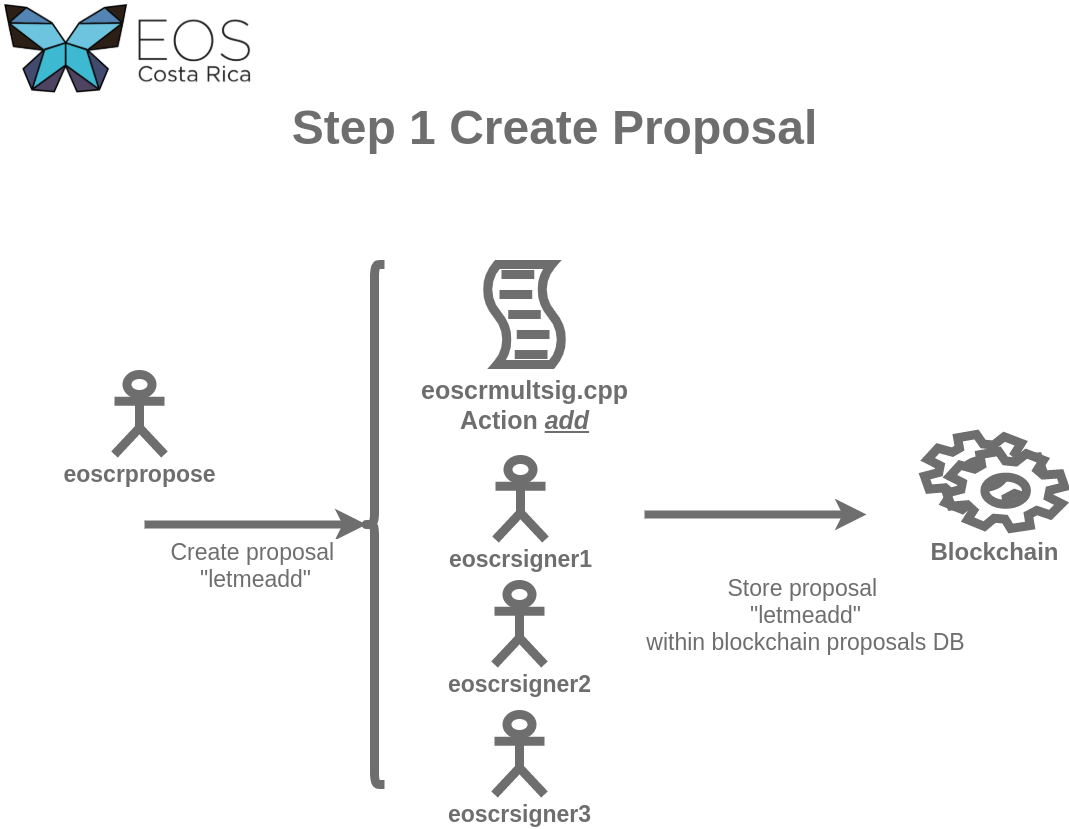 EOS
Costa Rica
Step 1 Create Proposal
eoscrpropose
Create proposal
"letmeadd"
eoscrmultsig.cpp
Action add
eoscrsigner1
eoscrsigner2
eoscrsigner3
Store proposal
"letmeadd"
within blockchain proposals DB
Blockchain